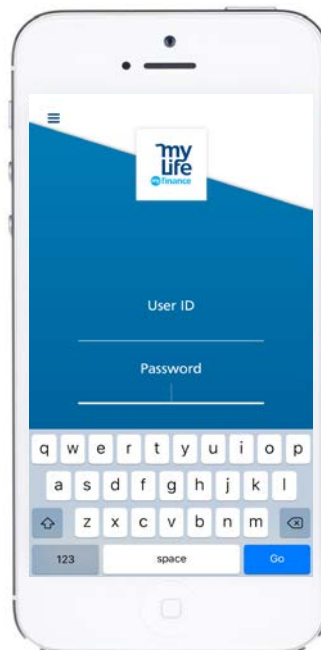 my
Life
my finance
User ID
Password
q w e r t y u i o p
a s d f g h j k l
z x c v b n m
123 space Go